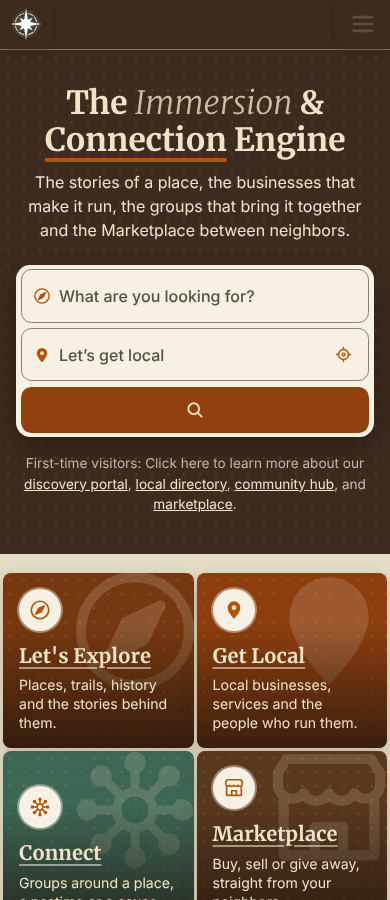 The Immersion &
Connection Engine
The stories of a place, the businesses that
make it run, the groups that bring it together
and the Marketplace between neighbors.
What are you looking for?
Let’s get local
First-time visitors: Click here to learn more about our
discovery portal, local directory, community hub, and
marketplace.
Let's Explore
Places, trails, history
and the stories behind
them.
Get Local
Local businesses,
services and the
people who run them.
Connect
Groups around a place,
Marketplace
Buy, sell or give away,
straight from your